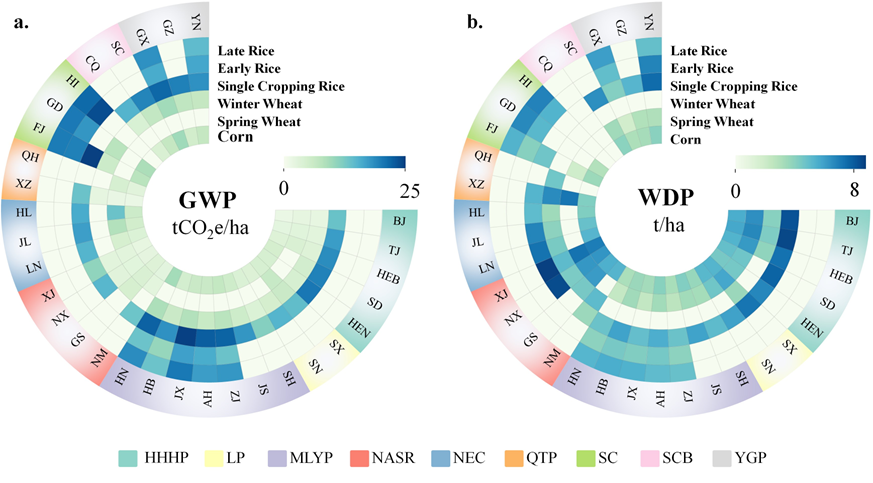 a.
YN
GZ
GX
SC
CQ
HI
GD
FJ
QH
XZ
HL
JL
LN
XJ
NX
GS
NM
HN
HB
JX
AH
ZJ
JS
SH
SN
SX
HEN
SD
HEB
TJ
BJ
Late Rice
Early Rice
Single Cropping Rice
Winter Wheat
Spring Wheat
Corn
0 25
GWP
tCO₂e/ha
b.
YN
GZ
GX
SC
CQ
HI
GD
FJ
QH
XZ
HL
JL
LN
XJ
NX
GS
NM
HN
HB
JX
AH
ZJ
JS
SH
SN
SX
HEN
SD
HEB
TJ
BJ
Late Rice
Early Rice
Single Cropping Rice
Winter Wheat
Spring Wheat
Corn
0 8
WDP
t/ha
HHHP LP MLYP NASR NEC QTP SC SCB YGP